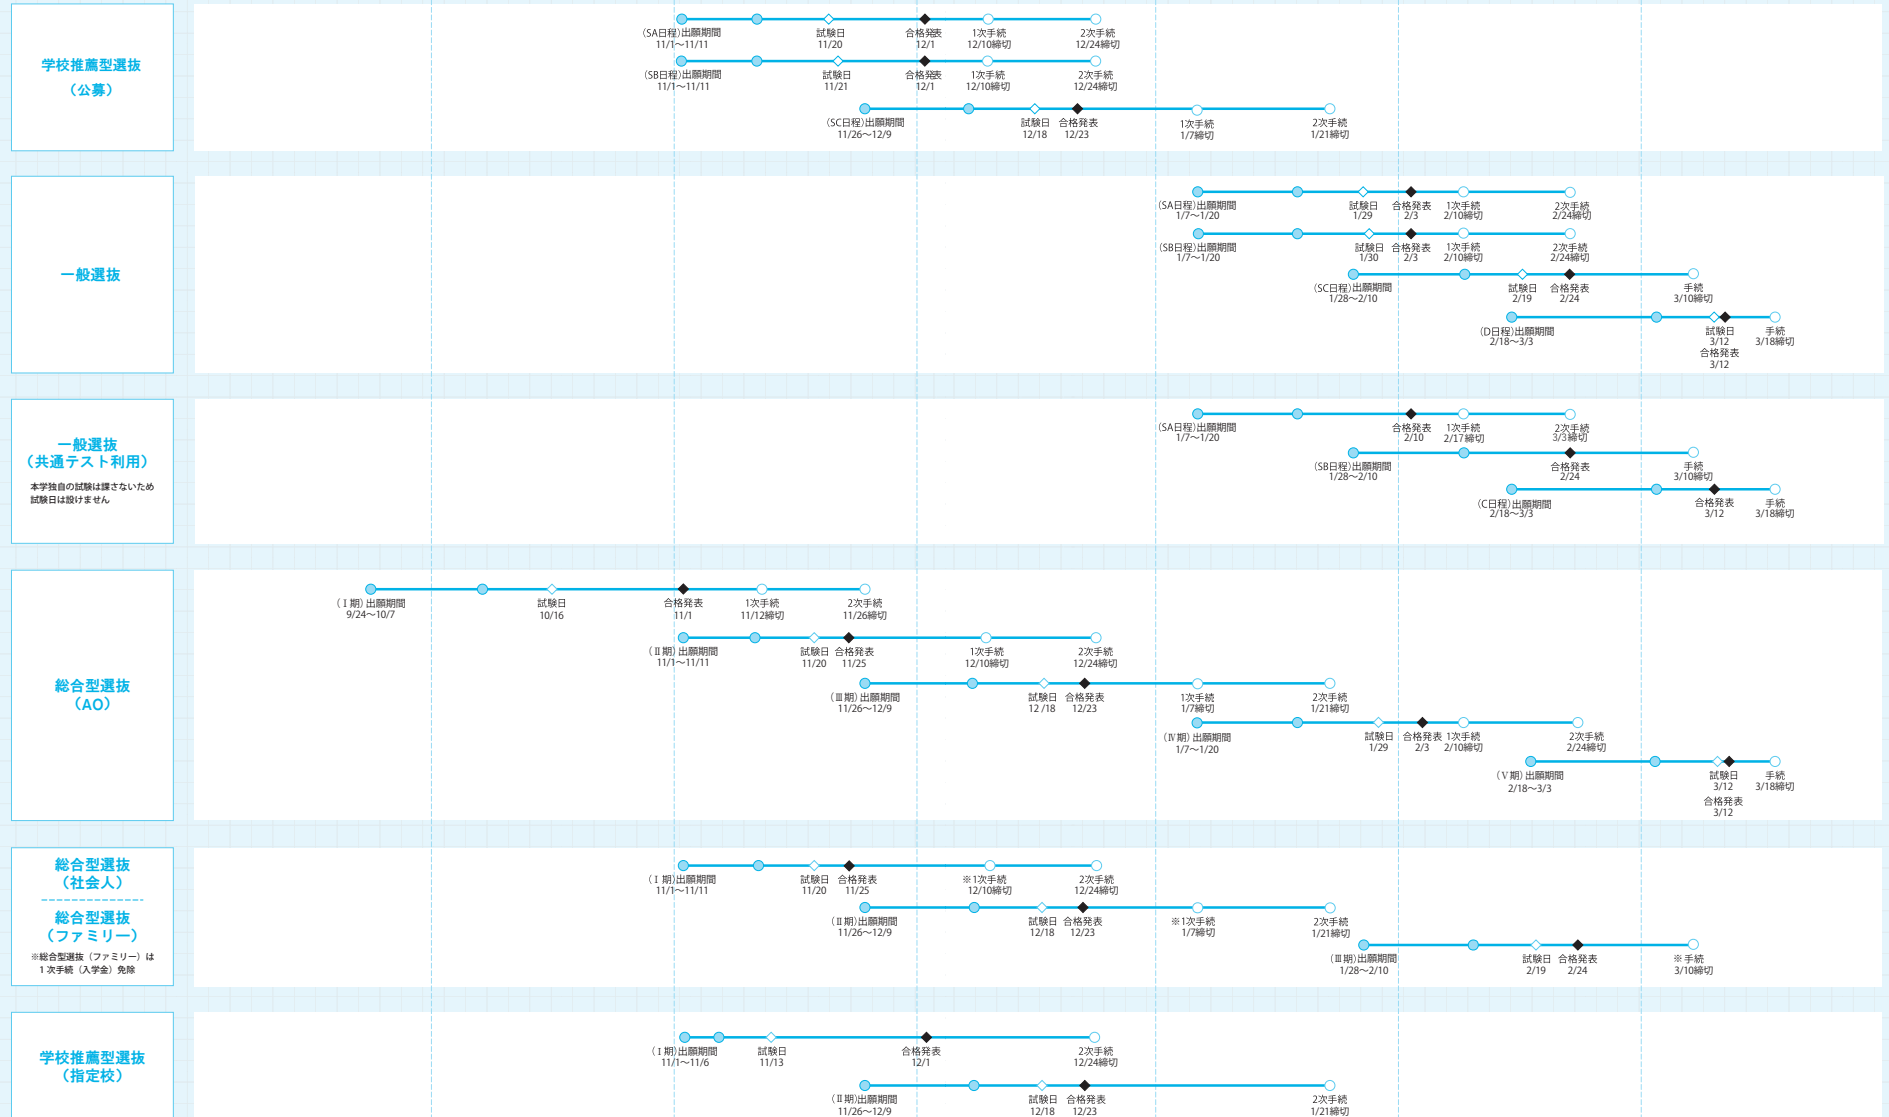 学校推薦型選抜
（公募）
（SA日程）出願期間
11/1～11/11
試験日
11/20
合格発表
12/1
1次手続
12/10締切
2次手続
12/24締切
（SB日程）出願期間
11/1～11/11
試験日
11/21
合格発表
12/1
1次手続
12/10締切
2次手続
12/24締切
（SC日程）出願期間
11/26～12/9
試験日
12/18
合格発表
12/23
1次手続
1/7締切
2次手続
1/21締切
一般選抜
（SA日程）出願期間
1/7～1/20
試験日
1/29
合格発表
2/3
1次手続
2/10締切
2次手続
2/24締切
（SB日程）出願期間
1/7～1/20
試験日
1/30
合格発表
2/3
1次手続
2/10締切
2次手続
2/24締切
（SC日程）出願期間
1/28～2/10
試験日
2/19
合格発表
2/24
手続
3/10締切
（D日程）出願期間
2/18～3/3
試験日
3/12
合格発表
3/12
手続
3/18締切
一般選抜
（共通テスト利用）
本学独自の試験は課さないため
試験日は設けません
（SA日程）出願期間
1/7～1/20
合格発表
2/10
1次手続
2/17締切
2次手続
3/3締切
（SB日程）出願期間
1/28～2/10
合格発表
2/24
手続
3/10締切
（C日程）出願期間
2/18～3/3
合格発表
3/12
手続
3/18締切
総合型選抜
（AO）
（Ⅰ期）出願期間
9/24～10/7
試験日
10/16
合格発表
11/1
1次手続
11/12締切
2次手続
11/26締切
（Ⅱ期）出願期間
11/1～11/11
試験日
11/20
合格発表
11/25
1次手続
12/10締切
2次手続
12/24締切
（Ⅲ期）出願期間
11/26～12/9
試験日
12 /18
合格発表
12/23
1次手続
1/7締切
2次手続
1/21締切
（Ⅳ期）出願期間
1/7～1/20
試験日
1/29
合格発表
2/3
1次手続
2/10締切
2次手続
2/24締切
（Ⅴ期）出願期間
2/18～3/3
試験日
3/12
合格発表
3/12
手続
3/18締切
総合型選抜
（社会人）
総合型選抜
（ファミリー）
※総合型選抜（ファミリー）は
1次手続（入学金）免除
（Ⅰ期）出願期間
11/1～11/11
試験日
11/20
合格発表
11/25
※1次手続
12/10締切
2次手続
12/24締切
（Ⅱ期）出願期間
11/26～12/9
試験日
12/18
合格発表
12/23
※1次手続
1/7締切
2次手続
1/21締切
（Ⅲ期）出願期間
1/28～2/10
試験日
2/19
合格発表
2/24
※手続
3/10締切
学校推薦型選抜
（指定校）
（Ⅰ期）出願期間
11/1～11/6
試験日
11/13
合格発表
12/1
2次手続
12/24締切
（Ⅱ期）出願期間
11/26～12/9
試験日
12/18
合格発表
12/23
2次手続
1/21締切